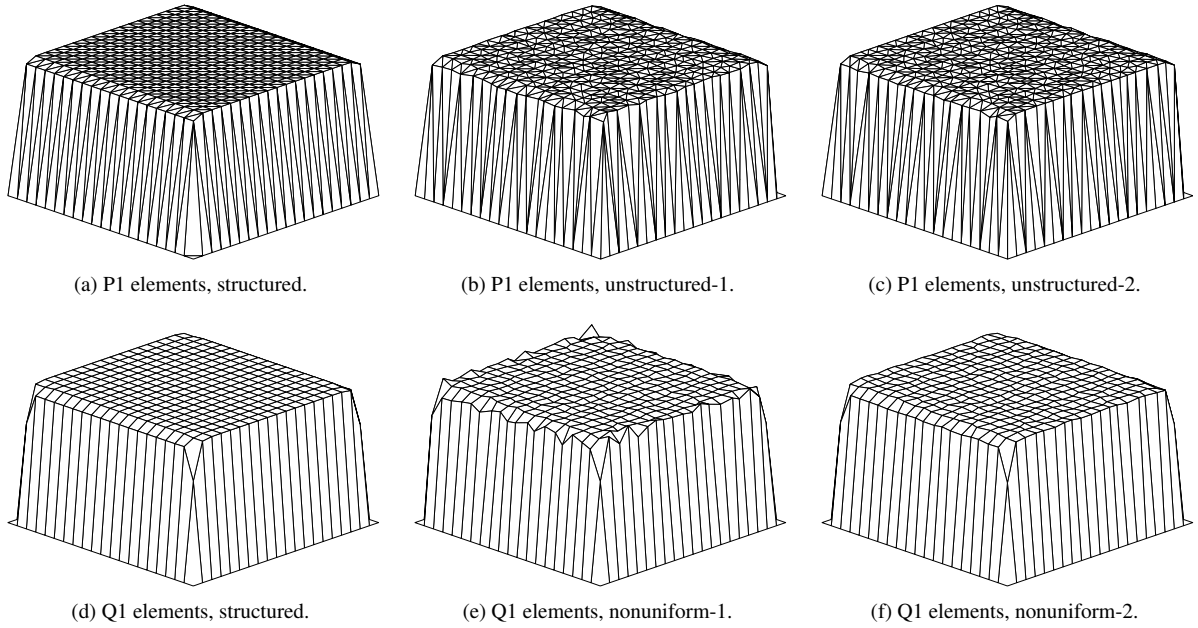 (a) P1 elements, structured.
(b) P1 elements, unstructured-1.
(c) P1 elements, unstructured-2.
(d) Q1 elements, structured.
(e) Q1 elements, nonuniform-1.
(f) Q1 elements, nonuniform-2.